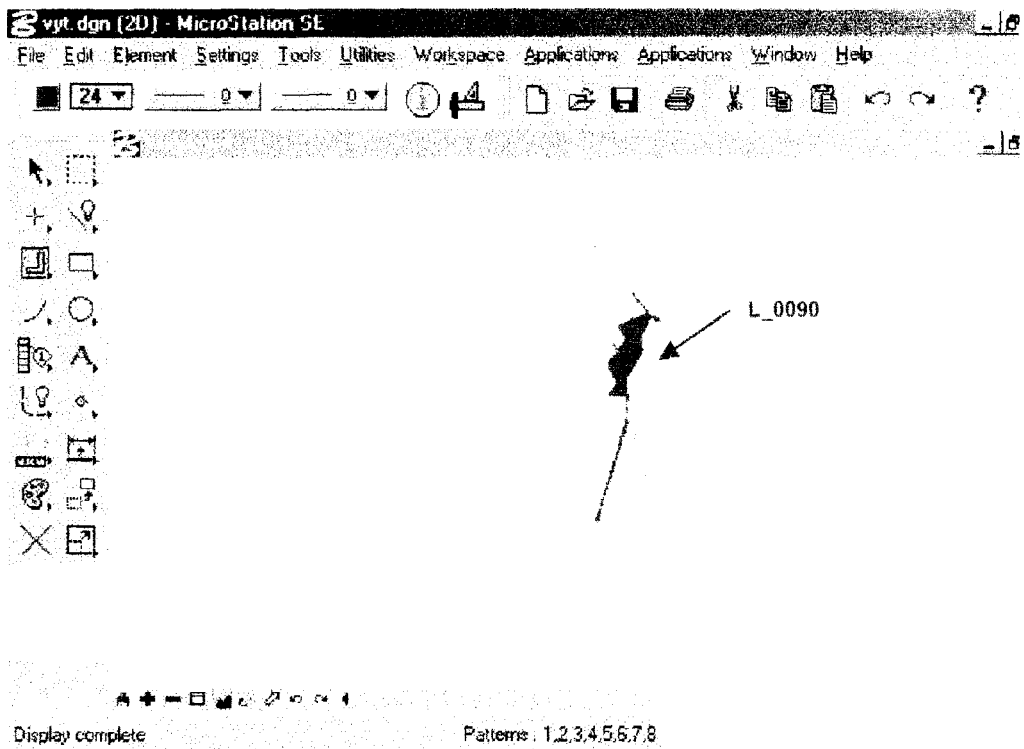 vyt.dgn (2D) - MicroStation SE
File Edit Element Settings Tools Utilities Workspace Applications Applications Window Help
24 0 0 ?
L_0090
A
Display complete Patterns : 1,2,3,4,5,6,7,8